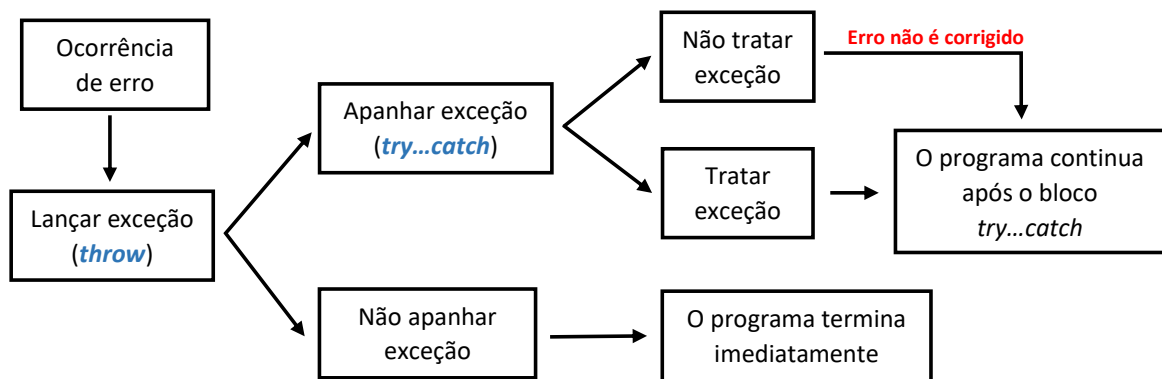 Ocorrência
de erro
Lançar exceção
(throw)
Apanhar exceção
(try…catch)
Não tratar
exceção
Erro não é corrigido
Tratar
exceção
O programa continua
após o bloco
try…catch
Não apanhar
exceção
O programa termina
imediatamente